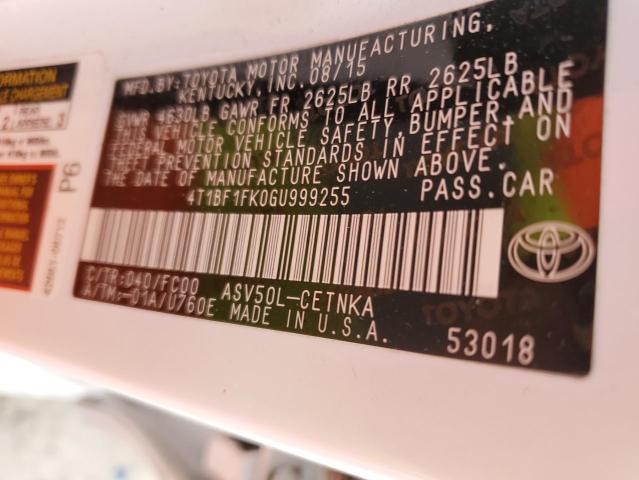 MFD.BY:TOYOTA MOTOR MANUFACTURING,
KENTUCKY,INC.08/15
GVWR 4630LB GAWR FR 2625LB RR 2625LB
THIS VEHICLE CONFORMS TO ALL APPLICABLE
FEDERAL MOTOR VEHICLE SAFETY,BUMPER,AND
THEFT PREVENTION STANDARDS IN EFFECT ON
THE DATE OF MANUFACTURE SHOWN ABOVE.
4T1BF1FK0GU999255 PASS.CAR
C/TR:040/FC00 ASV50L-CETNKA
A/TM:-01A/U760E MADE IN U.S.A.
53018
P6